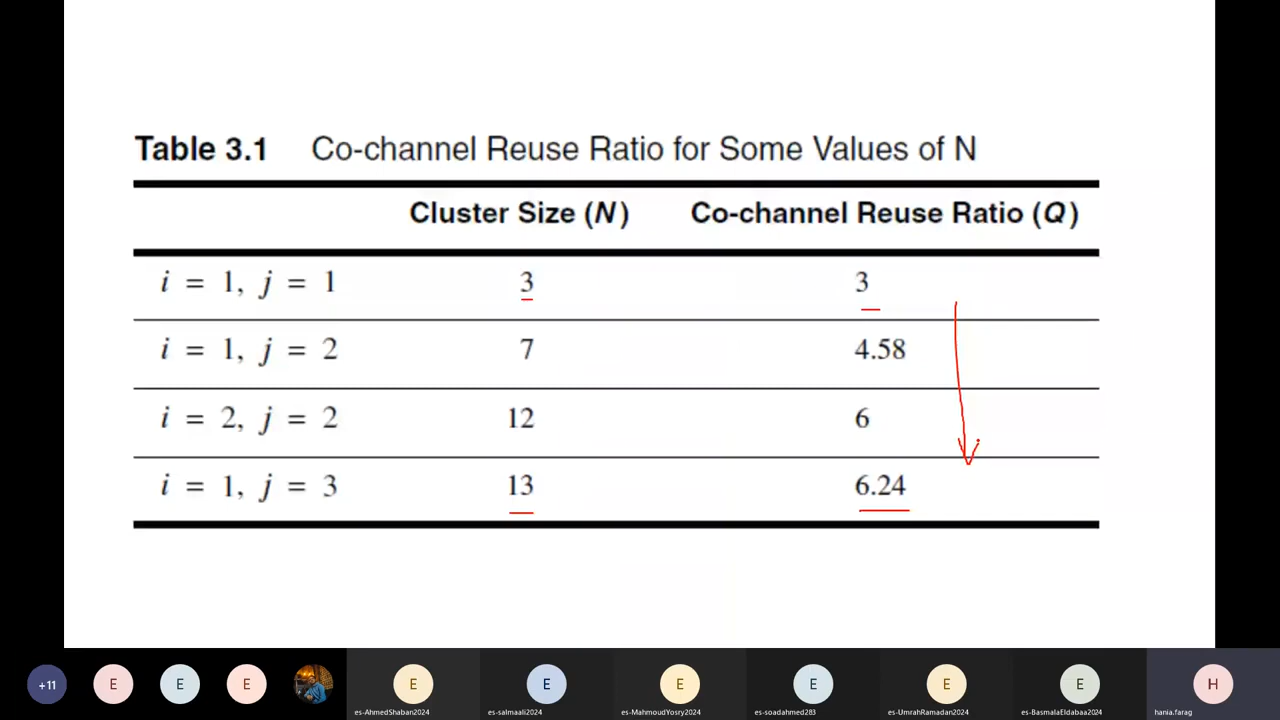 Table 3.1 Co-channel Reuse Ratio for Some Values of N
Cluster Size (N) Co-channel Reuse Ratio (Q)
i = 1, j = 1 3 3
i = 1, j = 2 7 4.58
i = 2, j = 2 12 6
i = 1, j = 3 13 6.24
+11 E E E E E E E E E H
es-AhmedShaban2024 es-salmaali2024 es-MahmoudYosry2024 es-soadahmed283 es-UmrahRamadan2024 es-BasmalaEldabaa2024 hania.farag